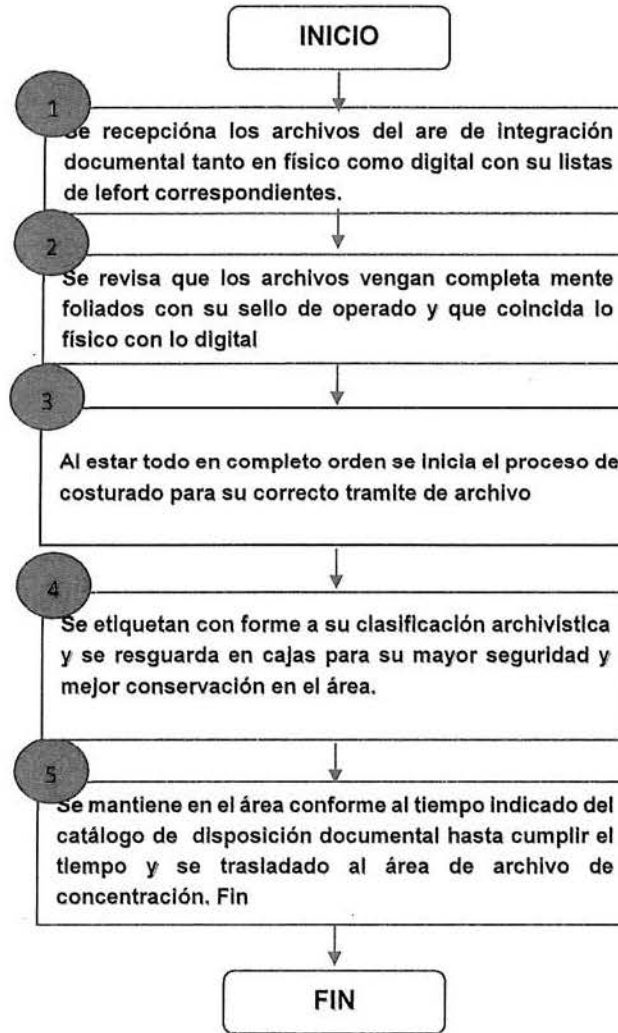 INICIO
1
Se recepcióna los archivos del are de integración
documental tanto en físico como digital con su listas
de lefort correspondientes.
2
Se revisa que los archivos vengan completa mente
foliados con su sello de operado y que coincida lo
físico con lo digital
3
Al estar todo en completo orden se inicia el proceso de
costurado para su correcto tramite de archivo
4
Se etiquetan con forme a su clasificación archivística
y se resguarda en cajas para su mayor seguridad y
mejor conservación en el área.
5
Se mantiene en el área conforme al tiempo indicado del
catálogo de disposición documental hasta cumplir el
tiempo y se trasladado al área de archivo de
concentración. Fin
FIN